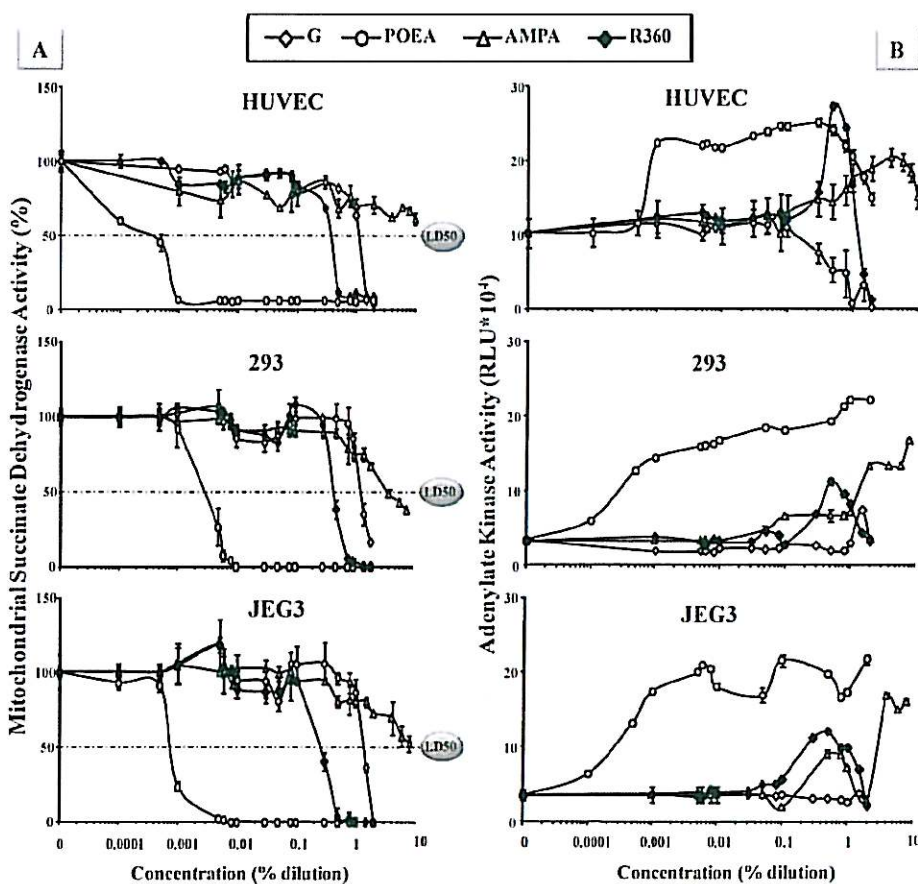 G POEA AMPA R360
A
B
HUVEC
HUVEC
150
100
50
0
30
20
10
0
LD50
293
293
150
100
50
0
30
20
10
0
LD50
JEG3
JEG3
150
100
50
0
30
20
10
0
LD50
Mitochondrial Succinate Dehydrogenase Activity (%)
Adenylate Kinase Activity (RLU*10⁻⁴)
0 0,0001 0,001 0,01 0,1 1 10
0 0,0001 0,001 0,01 0,1 1 10
Concentration (% dilution)
Concentration (% dilution)